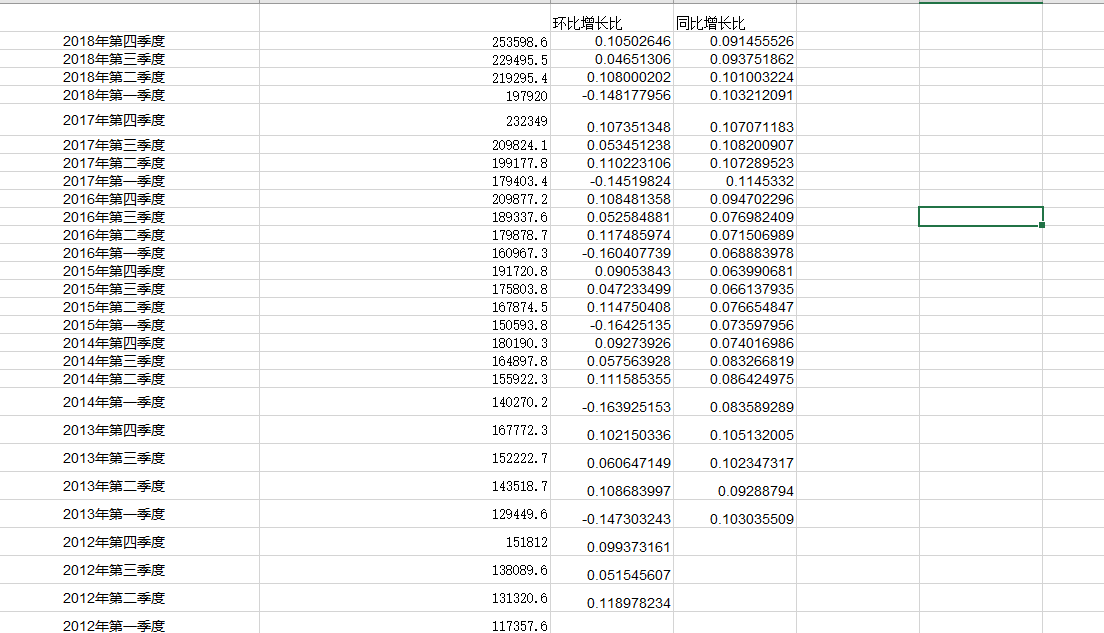 环比增长比 同比增长比
2018年第四季度 253598.6 0.10502646 0.091455526
2018年第三季度 229495.5 0.04651306 0.093751862
2018年第二季度 219295.4 0.108000202 0.101003224
2018年第一季度 197920 -0.148177956 0.103212091
2017年第四季度 232349 0.107351348 0.107071183
2017年第三季度 209824.1 0.053451238 0.108200907
2017年第二季度 199177.8 0.110223106 0.107289523
2017年第一季度 179403.4 -0.14519824 0.1145332
2016年第四季度 209877.2 0.108481358 0.094702296
2016年第三季度 189337.6 0.052584881 0.076982409
2016年第二季度 179878.7 0.117485974 0.071506989
2016年第一季度 160967.3 -0.160407739 0.068883978
2015年第四季度 191720.8 0.09053843 0.063990681
2015年第三季度 175803.8 0.047233499 0.066137935
2015年第二季度 167874.5 0.114750408 0.076654847
2015年第一季度 150593.8 -0.16425135 0.073597956
2014年第四季度 180190.3 0.09273926 0.074016986
2014年第三季度 164897.8 0.057563928 0.083266819
2014年第二季度 155922.3 0.111585355 0.086424975
2014年第一季度 140270.2 -0.163925153 0.083589289
2013年第四季度 167772.3 0.102150336 0.105132005
2013年第三季度 152222.7 0.060647149 0.102347317
2013年第二季度 143518.7 0.108683997 0.09288794
2013年第一季度 129449.6 -0.147303243 0.103035509
2012年第四季度 151812 0.099373161
2012年第三季度 138089.6 0.051545607
2012年第二季度 131320.6 0.118978234
2012年第一季度 117357.6